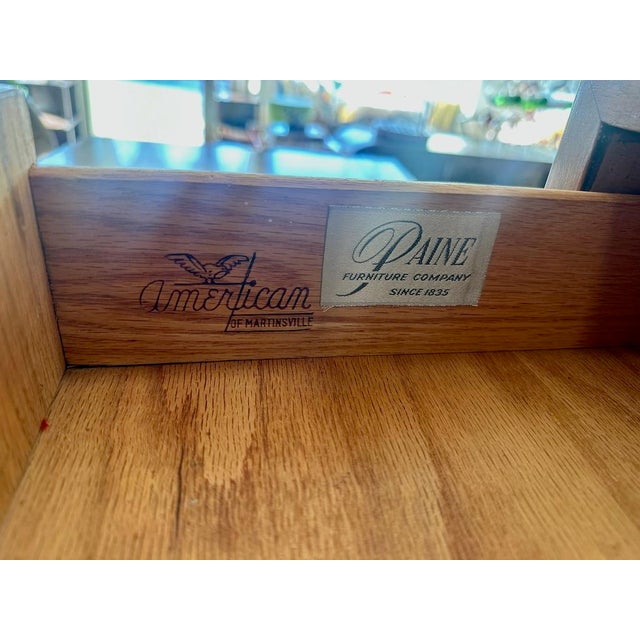 American
OF MARTINSVILLE
PAINE
FURNITURE COMPANY
SINCE 1835